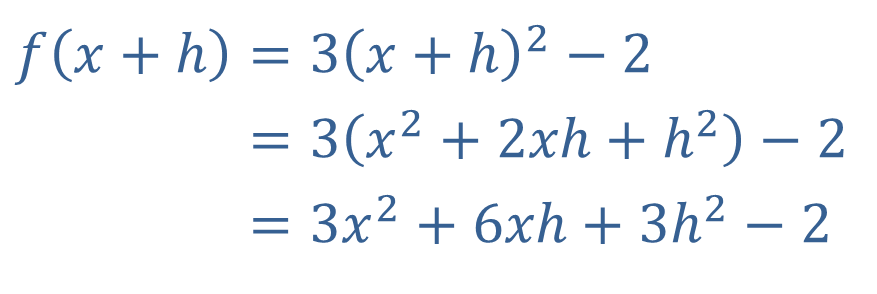 f(x + h) = 3(x + h)² − 2
= 3(x² + 2xh + h²) − 2
= 3x² + 6xh + 3h² − 2